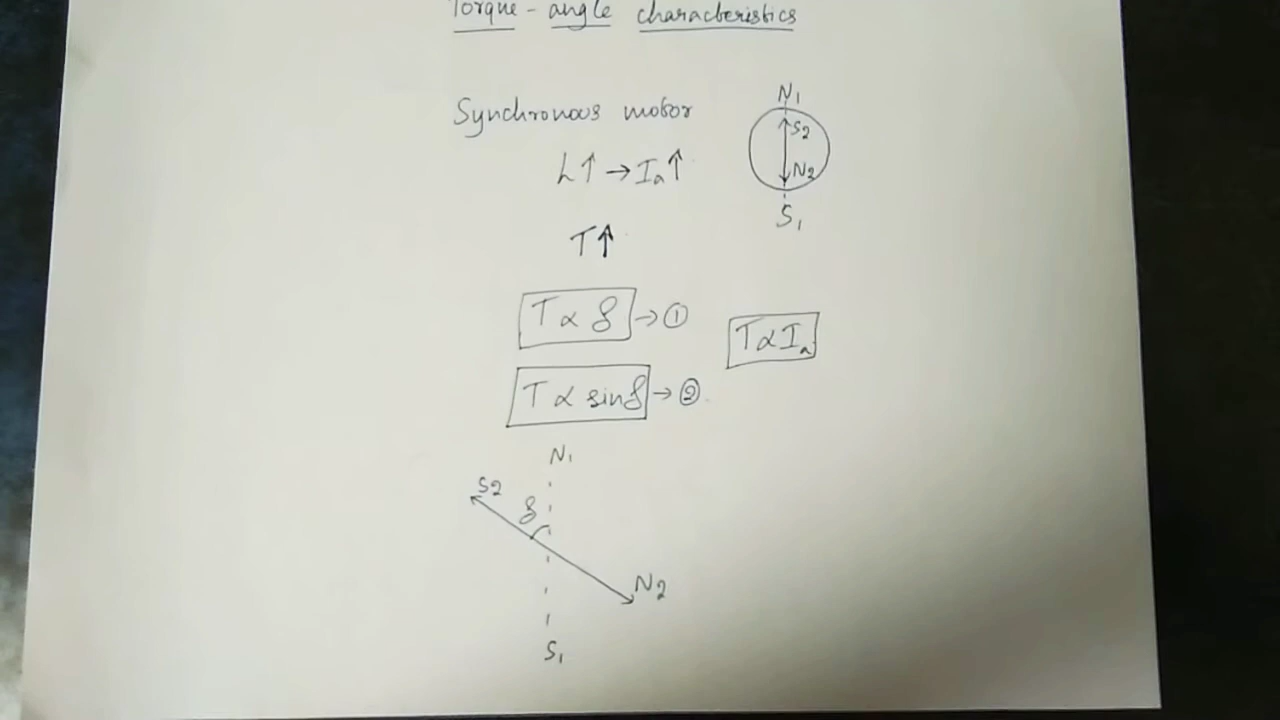 Torque - angle characteristics
Synchronous motor
L↑ → Ia↑
T↑
T ∝ δ → ①
T ∝ Ia
T ∝ sinδ → ②
N1
S2
N2
S1
N1
S2
δ
N2
S1